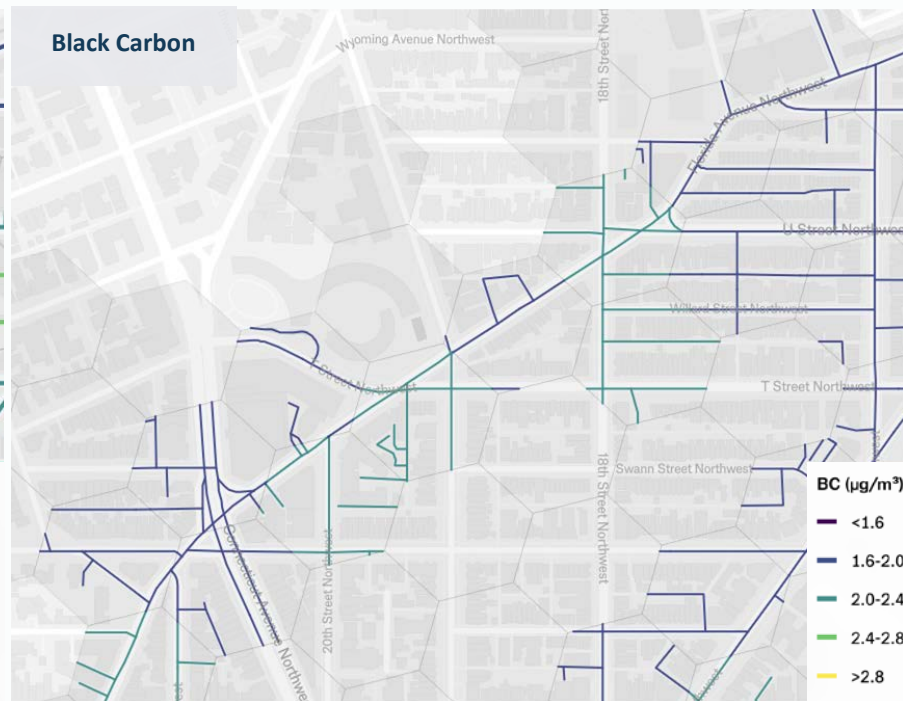 Black Carbon
Wyoming Avenue Northwest
18th Street Nor
Florida Avenue Northwest
U Street Northwest
Willard Street Northwest
T Street Northwest
T Street Northwest
Swann Street Northwest
18th Street Northwest
Connecticut Avenue Northwe
20th Street Northwest
BC (µg/m³)
<1.6
1.6-2.0
2.0-2.4
2.4-2.8
>2.8